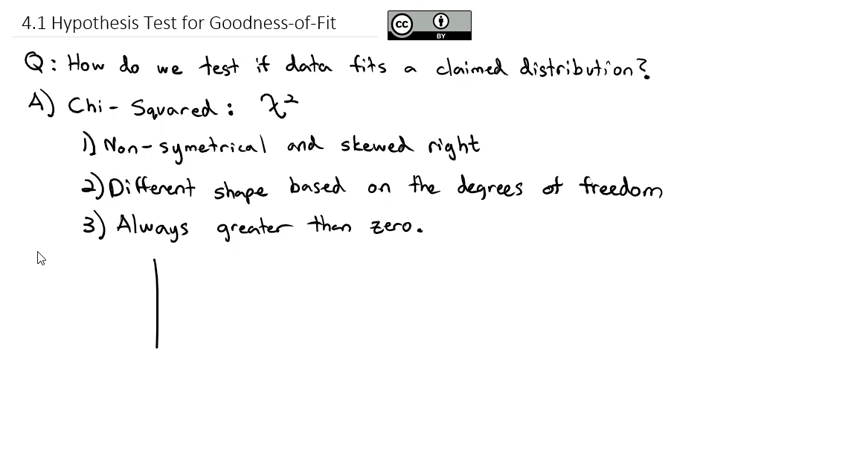 4.1 Hypothesis Test for Goodness-of-Fit
cc BY
Q: How do we test if data fits a claimed distribution?
A) Chi-Squared: χ²
1) Non-symetrical and skewed right
2) Different shape based on the degrees of freedom
3) Always greater than zero.